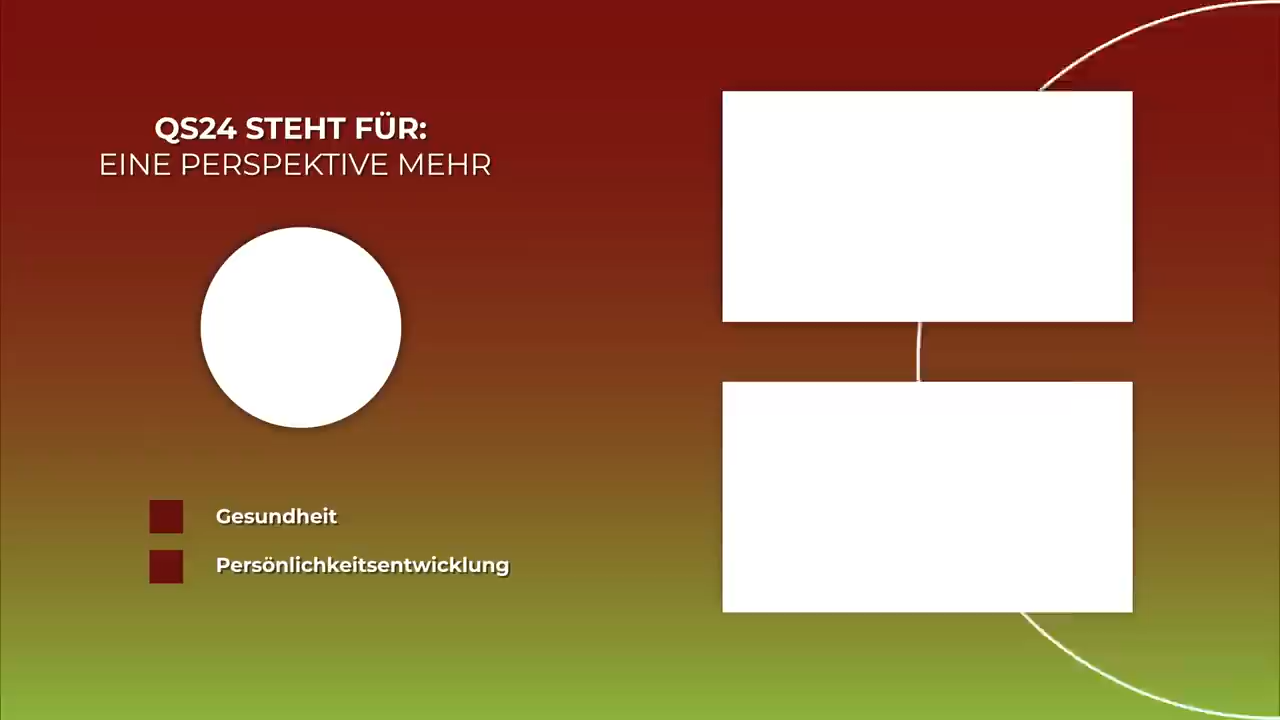 QS24 STEHT FÜR:
EINE PERSPEKTIVE MEHR
Gesundheit
Persönlichkeitsentwicklung